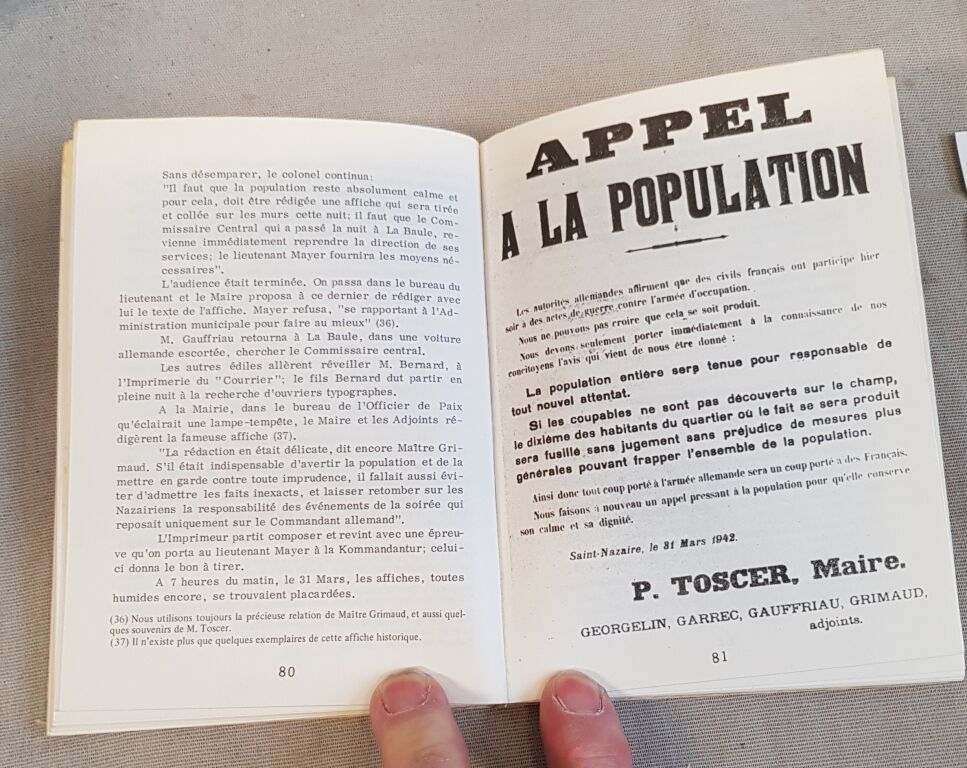 Sans désemparer, le colonel continua:
"Il faut que la population reste absolument calme et
pour cela, doit être rédigée une affiche qui sera tirée
et collée sur les murs cette nuit; il faut que le Com-
missaire Central qui a passé la nuit à La Baule, re-
vienne immédiatement reprendre la direction de ses
services; le lieutenant Mayer fournira les moyens né-
cessaires".
L'audience était terminée. On passa dans le bureau du
lieutenant et le Maire proposa à ce dernier de rédiger avec
lui le texte de l'affiche. Mayer refusa, "se rapportant à l'Ad-
ministration municipale pour faire au mieux" (36).
M. Gauffriau retourna à La Baule, dans une voiture
allemande escortée, chercher le Commissaire central.
Les autres édiles allèrent réveiller M. Bernard, à
l'Imprimerie du "Courrier"; le fils Bernard dut partir en
pleine nuit à la recherche d'ouvriers typographes.
A la Mairie, dans le bureau de l'Officier de Paix
qu'éclairait une lampe-tempête, le Maire et les Adjoints ré-
digèrent la fameuse affiche (37).
"La rédaction en était délicate, dit encore Maître Gri-
maud. S'il était indispensable d'avertir la population et de la
mettre en garde contre toute imprudence, il fallait aussi évi-
ter d'admettre les faits inexacts, et laisser retomber sur les
Nazairiens la responsabilité des événements de la soirée qui
reposait uniquement sur le Commandant allemand".
L'Imprimeur partit composer et revint avec une épreu-
ve qu'on porta au lieutenant Mayer à la Kommandantur; celui-
ci donna le bon à tirer.
A 7 heures du matin, le 31 Mars, les affiches, toutes
humides encore, se trouvaient placardées.
(36) Nous utilisons toujours la précieuse relation de Maître Grimaud, et aussi quel-
ques souvenirs de M. Toscer.
(37) Il n'existe plus que quelques exemplaires de cette affiche historique.
80
APPEL
A LA POPULATION
Les autorités allemandes affirment que des civils français ont participe hier
soir à des actes de guerre contre l'armée d'occupation.
Nous ne pouvons pas croire que cela se soit produit.
Nous devons seulement porter immédiatement à la connaissance de nos
concitoyens l'avis qui vient de nous être donné :
La population entière sera tenue pour responsable de
tout nouvel attentat.
Si les coupables ne sont pas découverts sur le champ,
le dixième des habitants du quartier où le fait se sera produit
sera fusillé sans jugement sans préjudice de mesures plus
générales pouvant frapper l'ensemble de la population.
Ainsi donc tout coup porté à l'armée allemande sera un coup porté a des Français.
Nous faisons à nouveau un appel pressant à la population pour qu'elle conserve
son calme et sa dignité.
Saint-Nazaire, le 31 Mars 1942.
P. TOSCER, Maire.
GEORGELIN, GARREC, GAUFFRIAU, GRIMAUD,
adjoints.
81